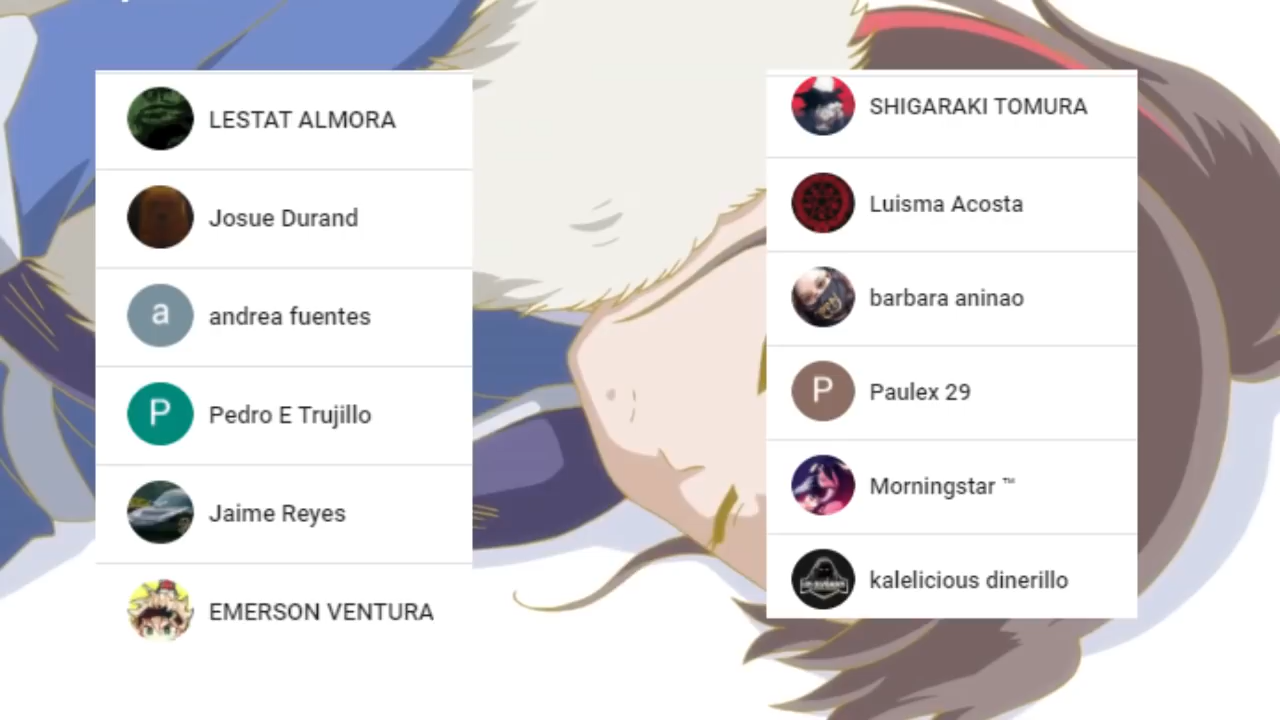 LESTAT ALMORA
Josue Durand
a
andrea fuentes
P
Pedro E Trujillo
Jaime Reyes
EMERSON VENTURA
SHIGARAKI TOMURA
Luisma Acosta
barbara aninao
P
Paulex 29
Morningstar ™
kalelicious dinerillo